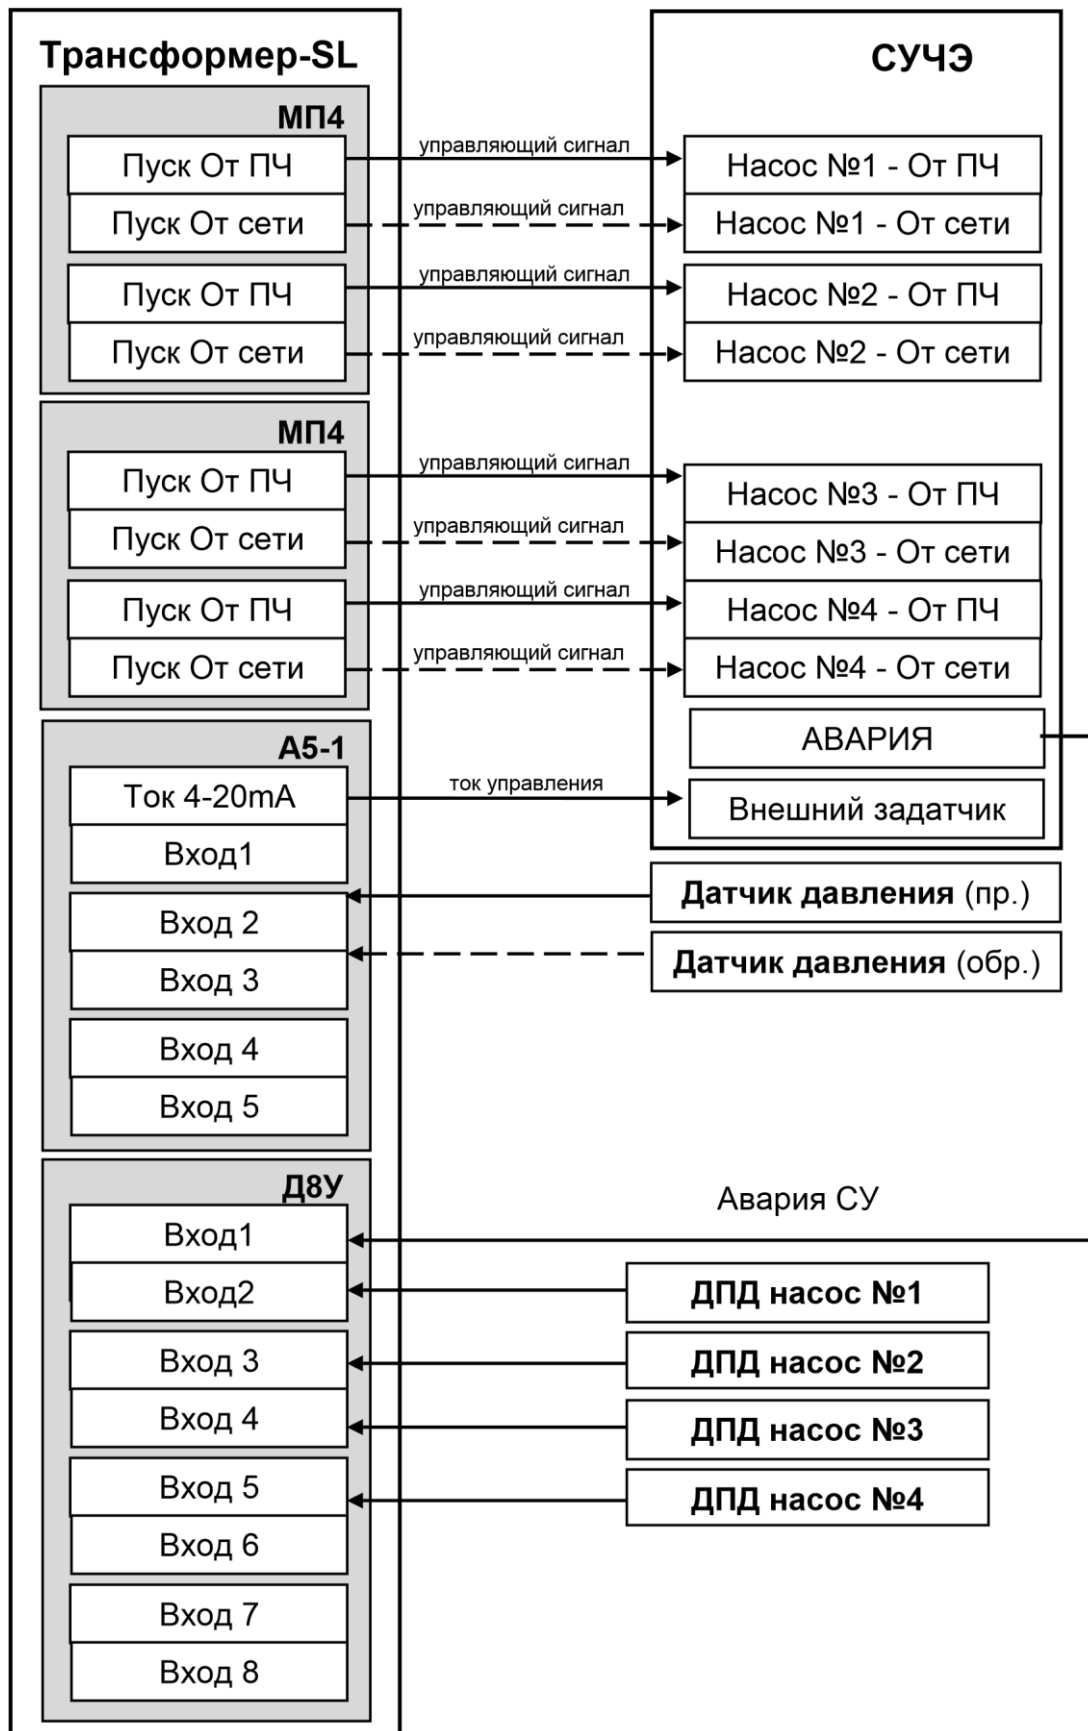 Трансформер-SL
СУЧЭ
МП4
Пуск От ПЧ
управляющий сигнал
Насос №1 - От ПЧ
Пуск От сети
управляющий сигнал
Насос №1 - От сети
Пуск От ПЧ
управляющий сигнал
Насос №2 - От ПЧ
Пуск От сети
управляющий сигнал
Насос №2 - От сети
МП4
Пуск От ПЧ
управляющий сигнал
Насос №3 - От ПЧ
Пуск От сети
управляющий сигнал
Насос №3 - От сети
Пуск От ПЧ
управляющий сигнал
Насос №4 - От ПЧ
Пуск От сети
управляющий сигнал
Насос №4 - От сети
АВАРИЯ
А5-1
Ток 4-20mA
ток управления
Внешний задатчик
Вход1
Датчик давления (пр.)
Вход 2
Датчик давления (обр.)
Вход 3
Вход 4
Вход 5
Д8У
Авария СУ
Вход1
Вход2
ДПД насос №1
Вход 3
ДПД насос №2
Вход 4
ДПД насос №3
Вход 5
ДПД насос №4
Вход 6
Вход 7
Вход 8